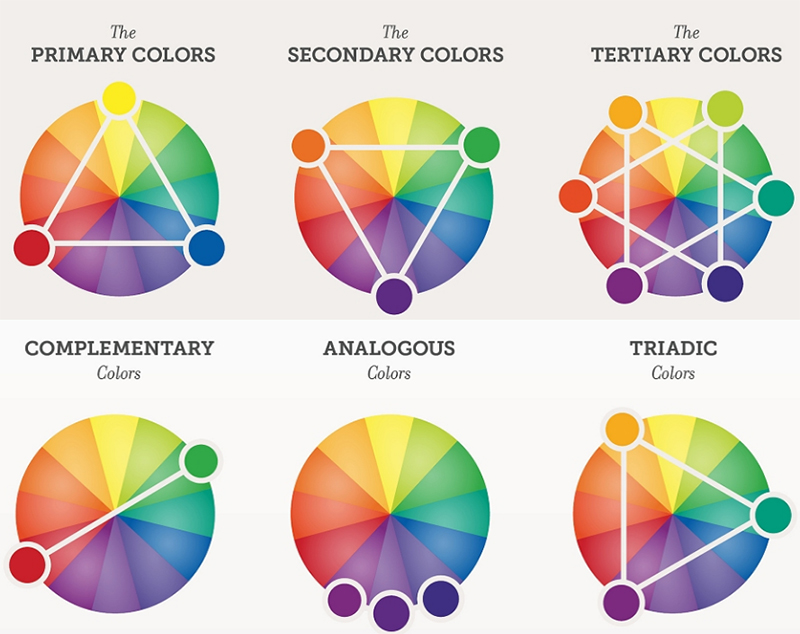 The
PRIMARY COLORS
The
SECONDARY COLORS
The
TERTIARY COLORS
COMPLEMENTARY
Colors
ANALOGOUS
Colors
TRIADIC
Colors